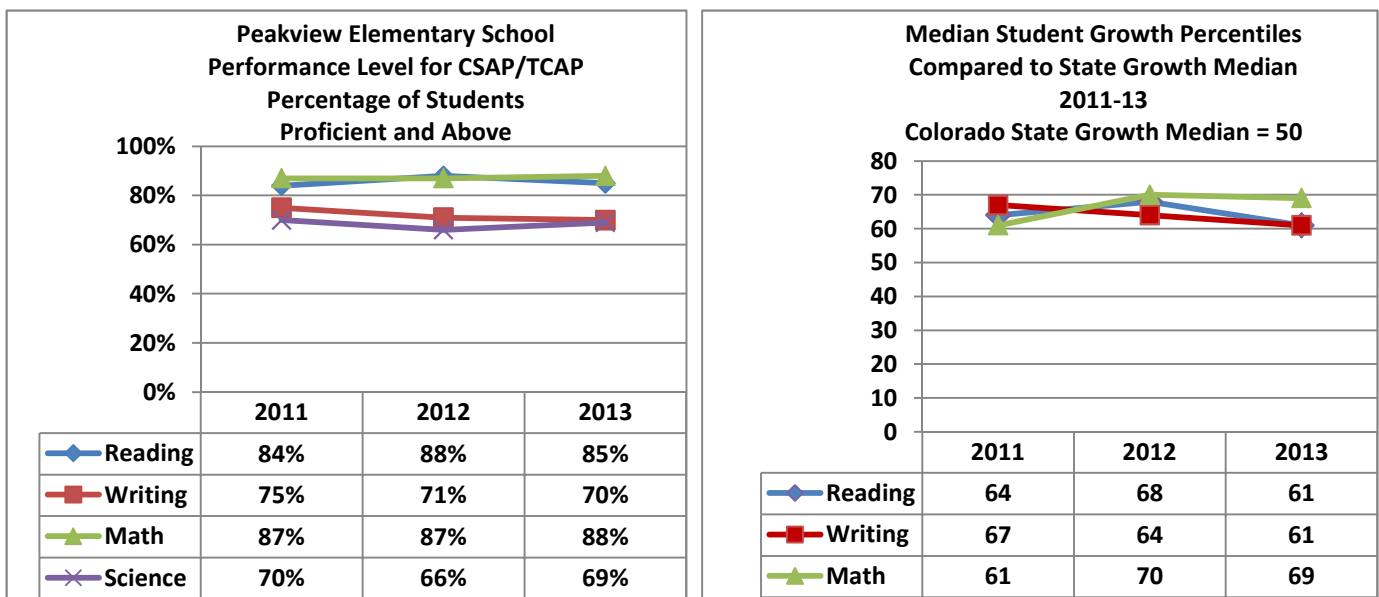 Peakview Elementary School
Performance Level for CSAP/TCAP
Percentage of Students
Proficient and Above
100%
80%
60%
40%
20%
0%
2011 2012 2013
Reading 84% 88% 85%
Writing 75% 71% 70%
Math 87% 87% 88%
Science 70% 66% 69%
Median Student Growth Percentiles
Compared to State Growth Median
2011-13
Colorado State Growth Median = 50
80
70
60
50
40
30
20
10
0
2011 2012 2013
Reading 64 68 61
Writing 67 64 61
Math 61 70 69